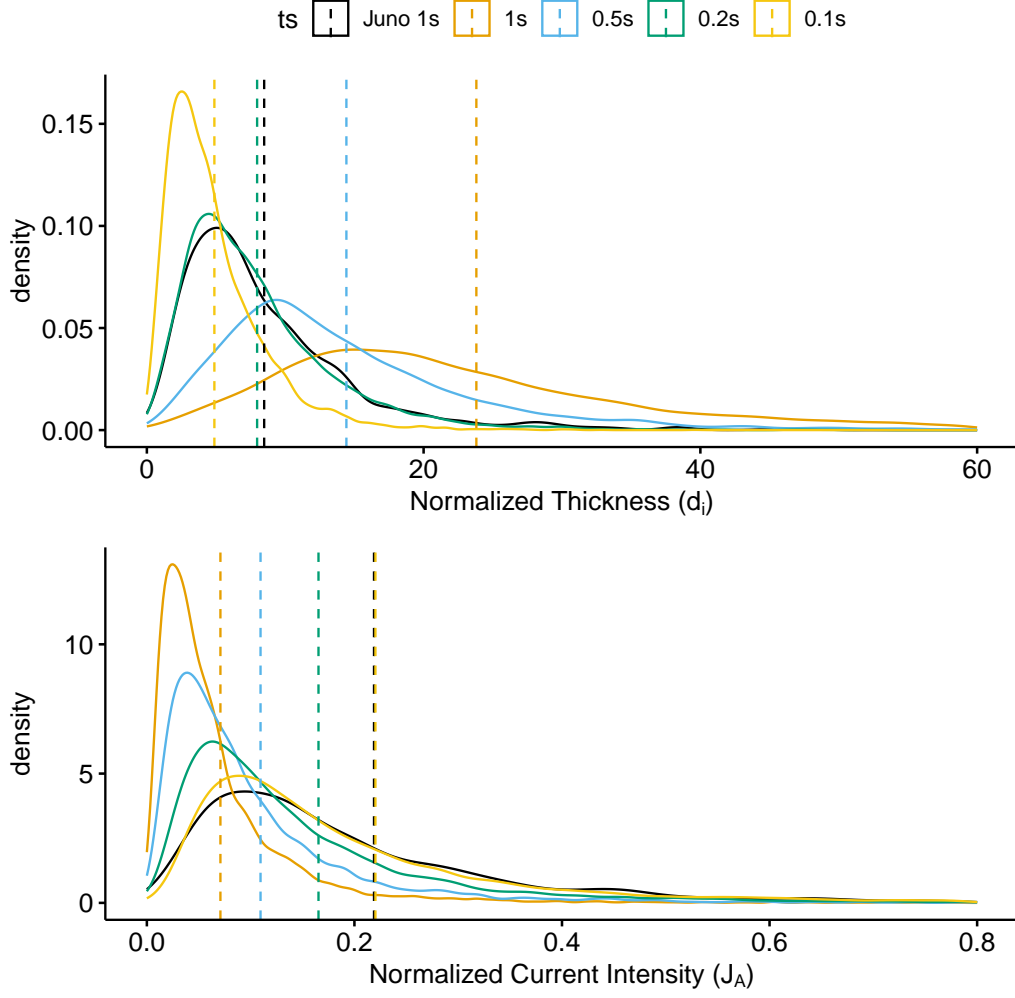 ts Juno 1s 1s 0.5s 0.2s 0.1s
0.15
0.10
0.05
0.00
density
0 20 40 60
Normalized Thickness (d_i)
10
5
0
density
0.0 0.2 0.4 0.6 0.8
Normalized Current Intensity (J_A)